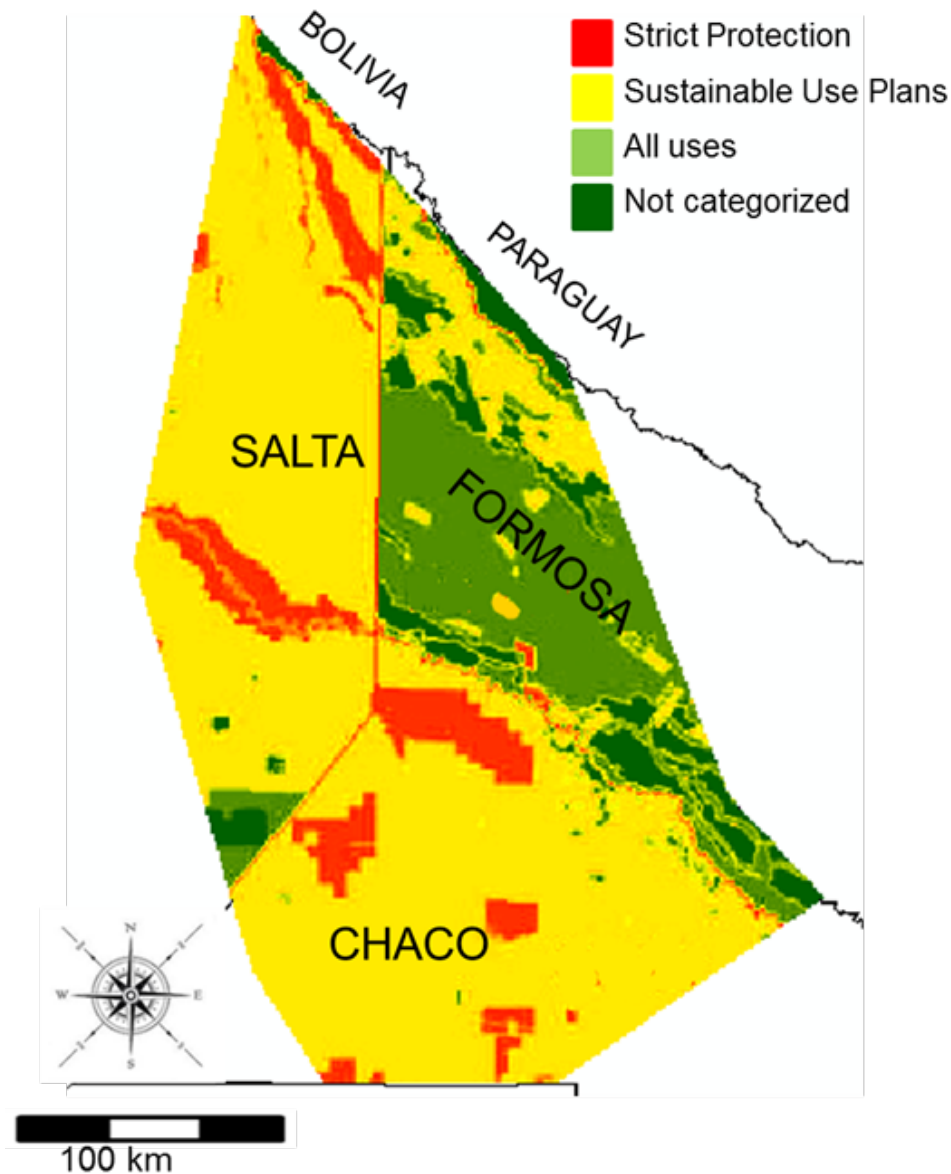 BOLIVIA
Strict Protection
Sustainable Use Plans
All uses
Not categorized
PARAGUAY
SALTA
FORMOSA
CHACO
N
W
E
S
100 km